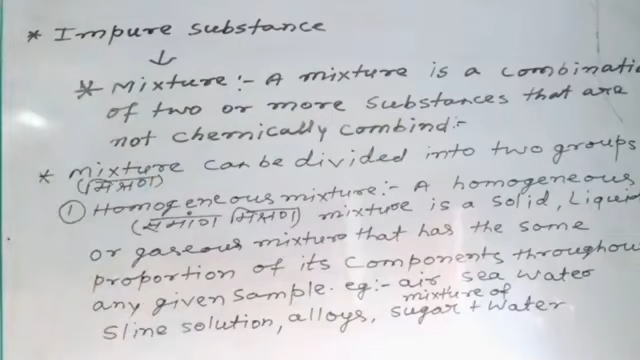 * Impure substance
↓
* Mixture :- A mixture is a combinati
of two or more substances that are
not chemically combind :-
* mixture can be divided into two groups
(मिश्रण)
① Homogeneous mixture :- A homogeneous
(समांग मिश्रण) mixture is a solid, Liquid
or gaseous mixture that has the same
proportion of its components throughou
any given sample. eg:- air sea water
mixture of
Sline solution, alloys, sugar + water